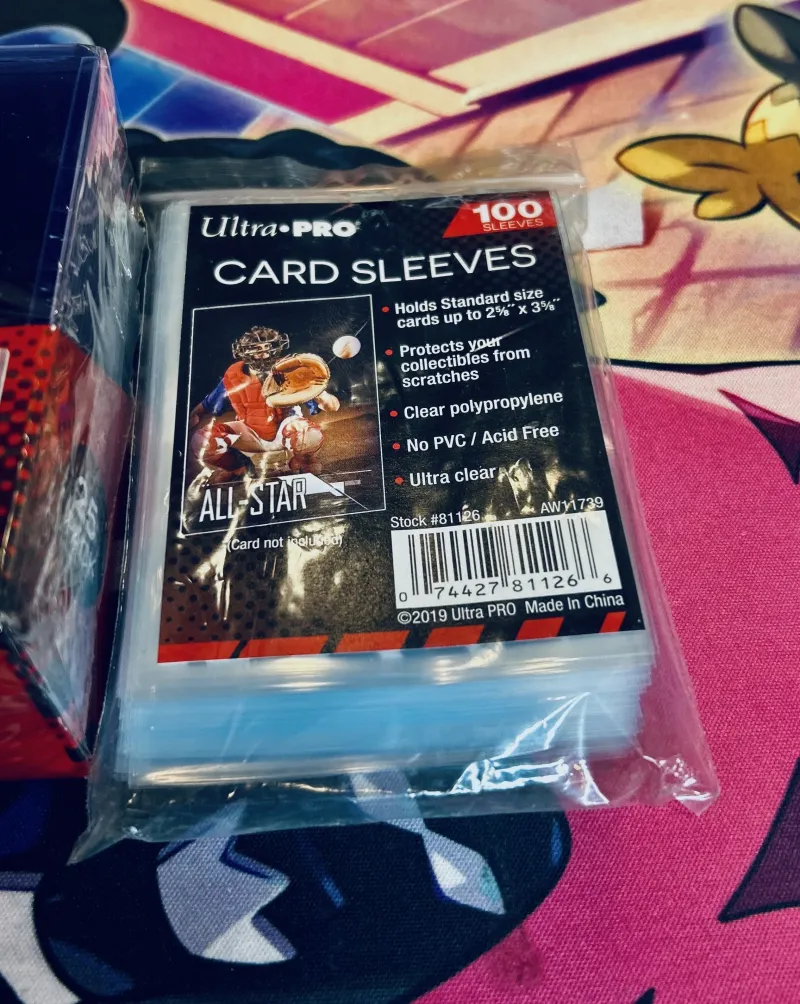 Ultra•PRO
100
SLEEVES
CARD SLEEVES
• Holds Standard size
cards up to 2⅝" x 3⅝"
• Protects your
collectibles from
scratches
• Clear polypropylene
• No PVC / Acid Free
• Ultra clear
ALL-STAR
(Card not included)
Stock #81126 AW11739
0 74427 81126 6
©2019 Ultra PRO Made In China